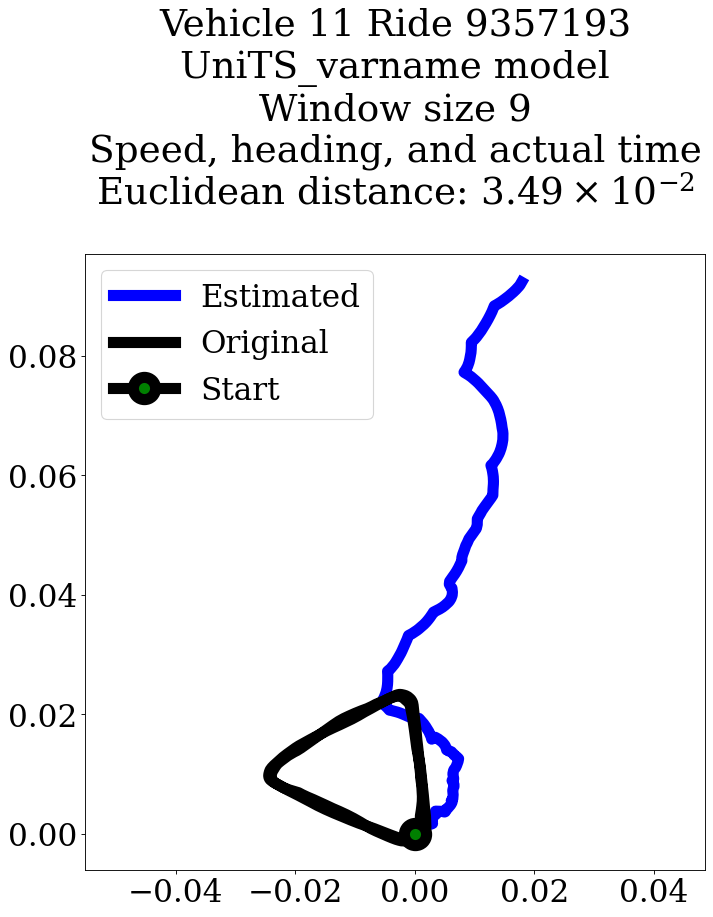 Vehicle 11 Ride 9357193
UniTS_varname model
Window size 9
Speed, heading, and actual time
Euclidean distance: 3.49 × 10⁻²
Estimated
Original
Start
0.08
0.06
0.04
0.02
0.00
−0.04 −0.02 0.00 0.02 0.04